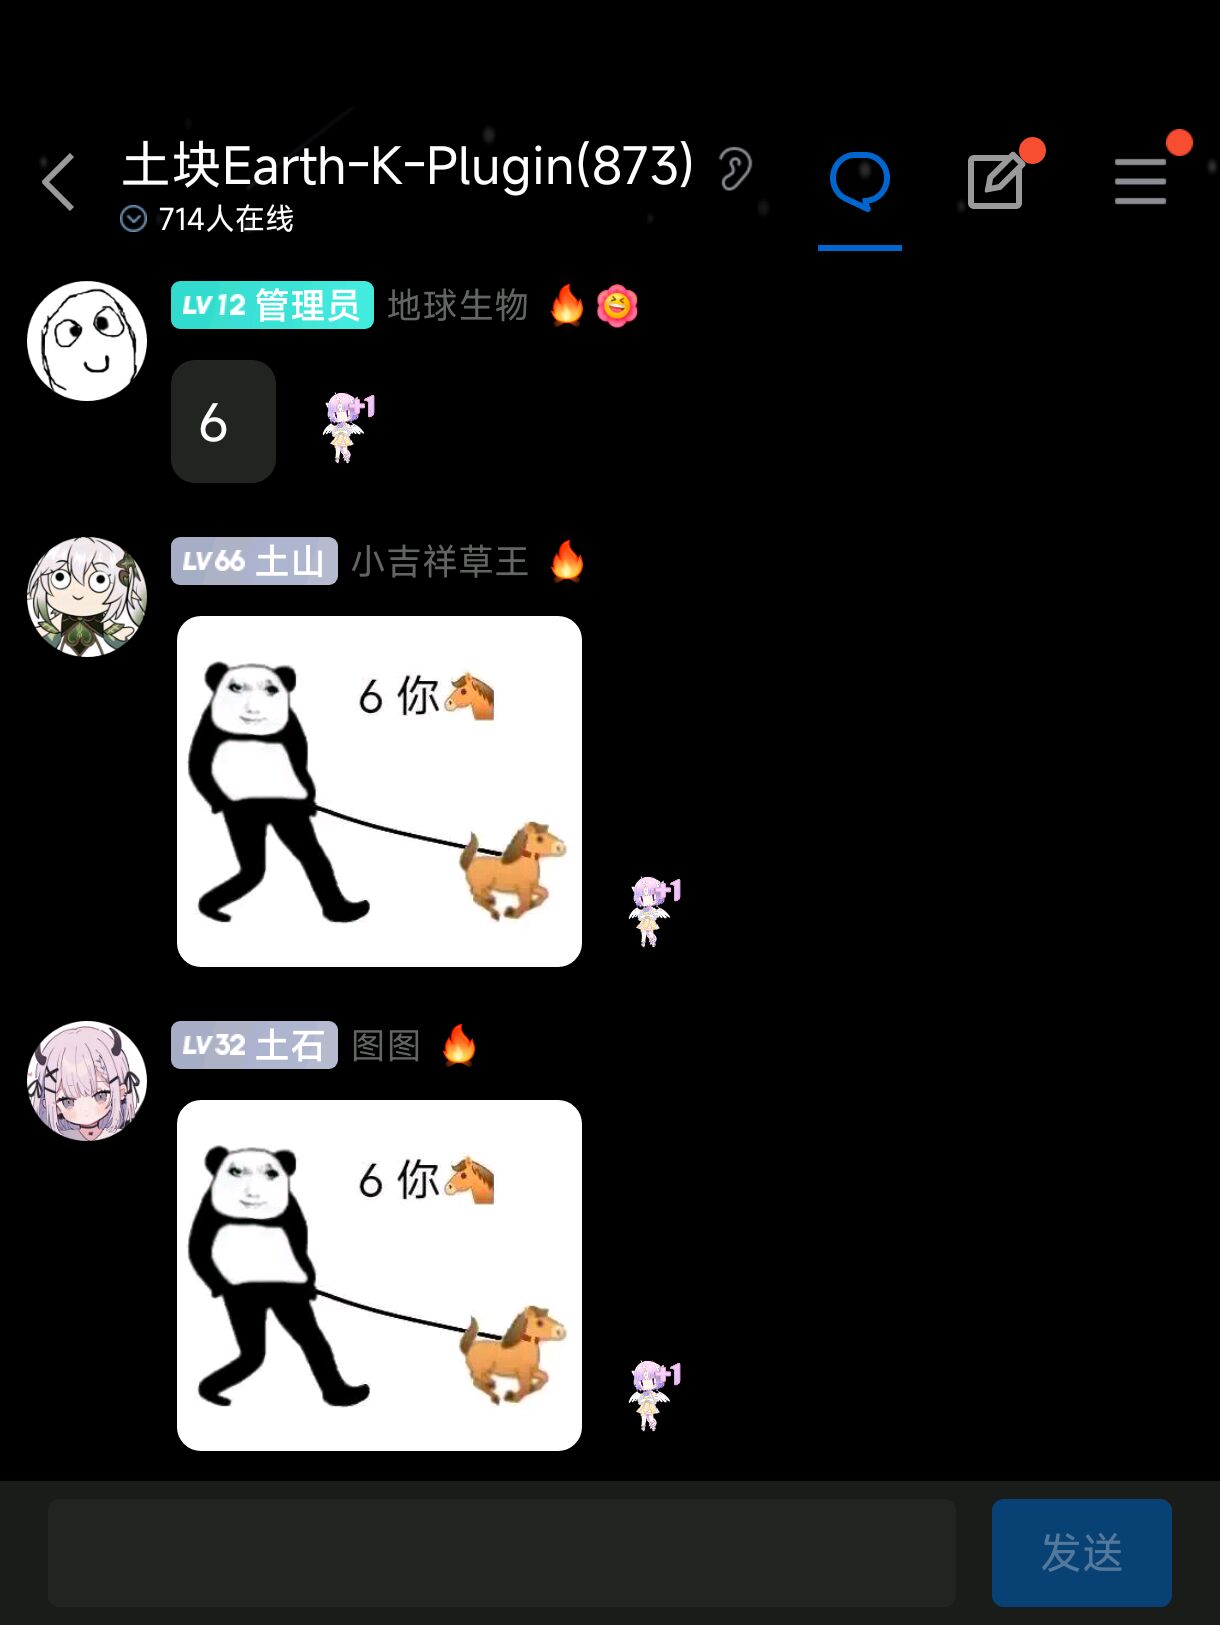 土块Earth-K-Plugin(873)
714人在线
LV12 管理员 地球生物
6
+1
LV66 土山 小吉祥草王
6 你
+1
LV32 土石 图图
6 你
+1
发送